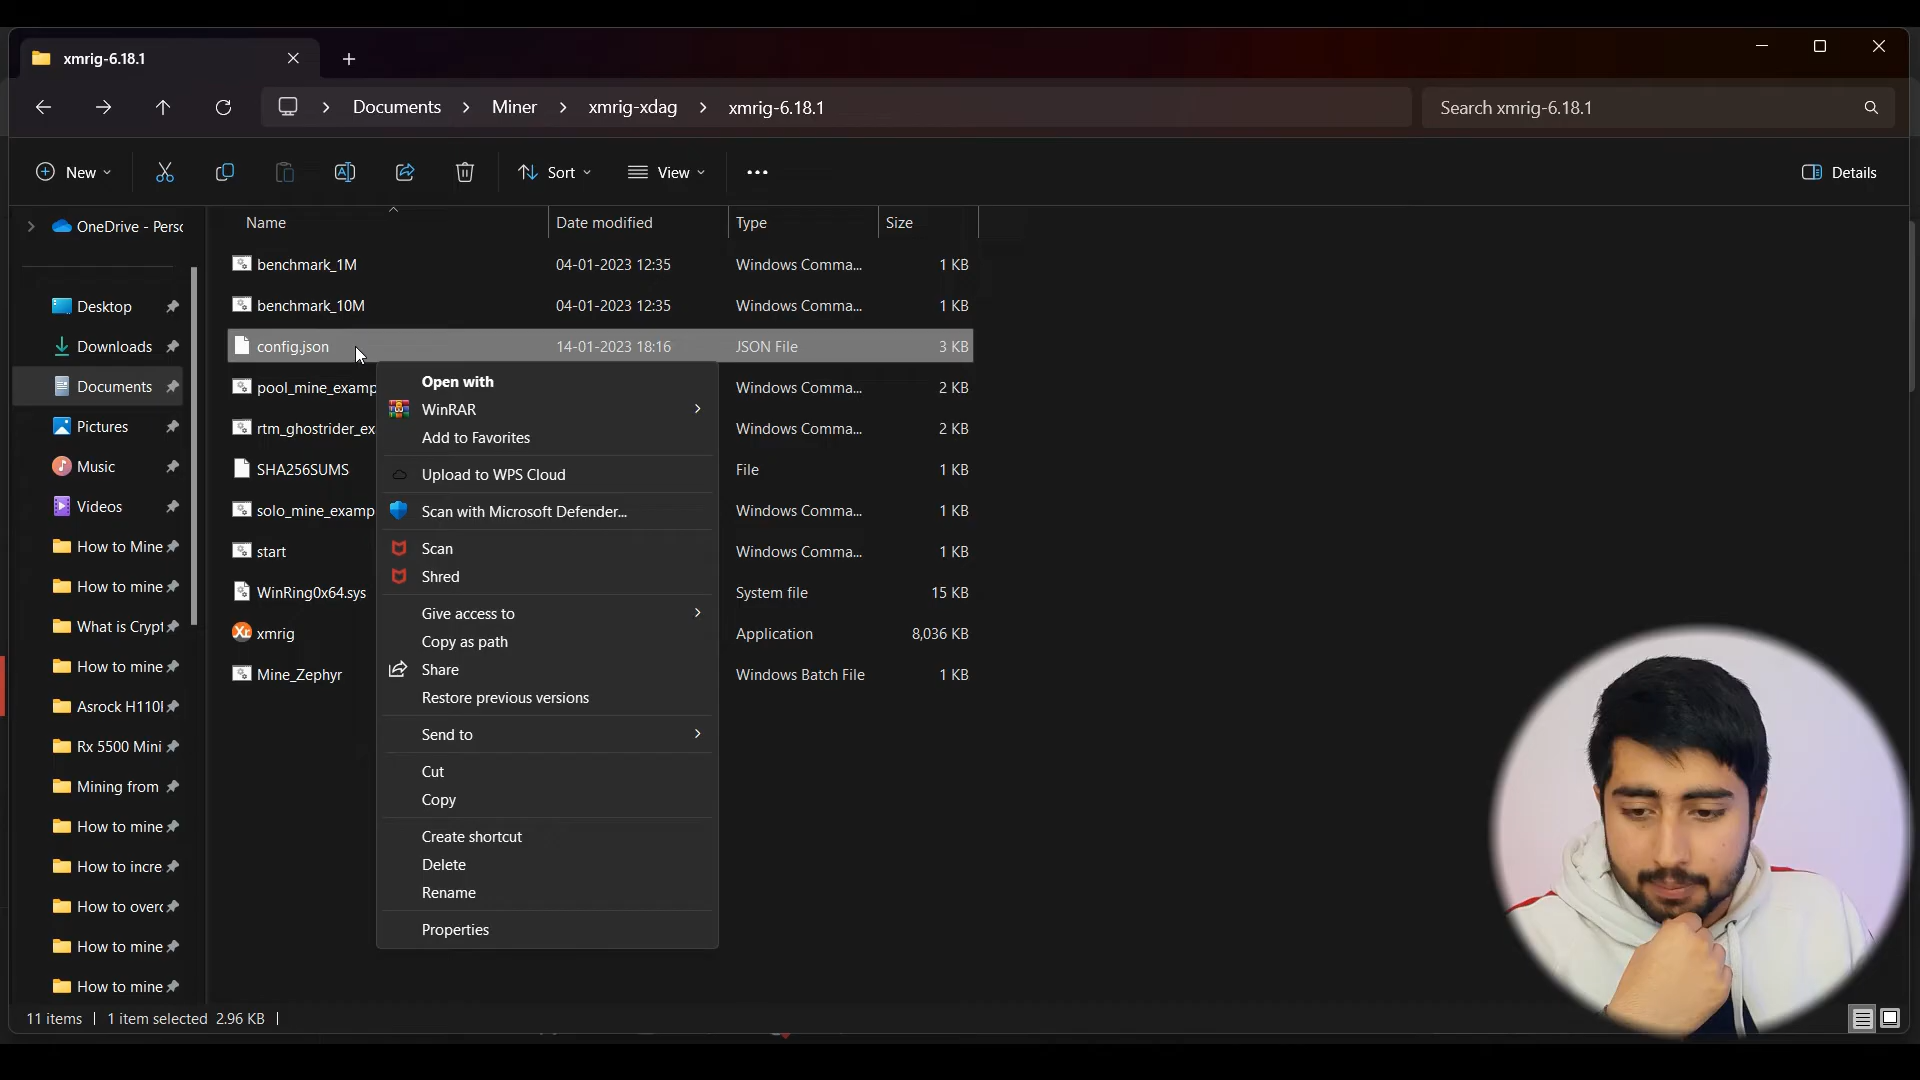 xmrig-6.18.1
Documents
Miner
xmrig-xdag
xmrig-6.18.1
Search xmrig-6.18.1
New
Sort
View
Details
OneDrive - Perso
Name
Date modified
Type
Size
benchmark_1M
04-01-2023 12:35
Windows Comma...
1 KB
benchmark_10M
04-01-2023 12:35
Windows Comma...
1 KB
config.json
14-01-2023 18:16
JSON File
3 KB
pool_mine_examp
Windows Comma...
2 KB
rtm_ghostrider_ex
Windows Comma...
2 KB
SHA256SUMS
File
1 KB
solo_mine_examp
Windows Comma...
1 KB
start
Windows Comma...
1 KB
WinRing0x64.sys
System file
15 KB
xmrig
Application
8,036 KB
Mine_Zephyr
Windows Batch File
1 KB
Desktop
Downloads
Documents
Pictures
Music
Videos
How to Mine
How to mine
What is Crypt
How to mine
Asrock H110
Rx 5500 Mini
Mining from
How to mine
How to incre
How to overc
How to mine
How to mine
Open with
WinRAR
Add to Favorites
Upload to WPS Cloud
Scan with Microsoft Defender...
Scan
Shred
Give access to
Copy as path
Share
Restore previous versions
Send to
Cut
Copy
Create shortcut
Delete
Rename
Properties
11 items
1 item selected 2.96 KB